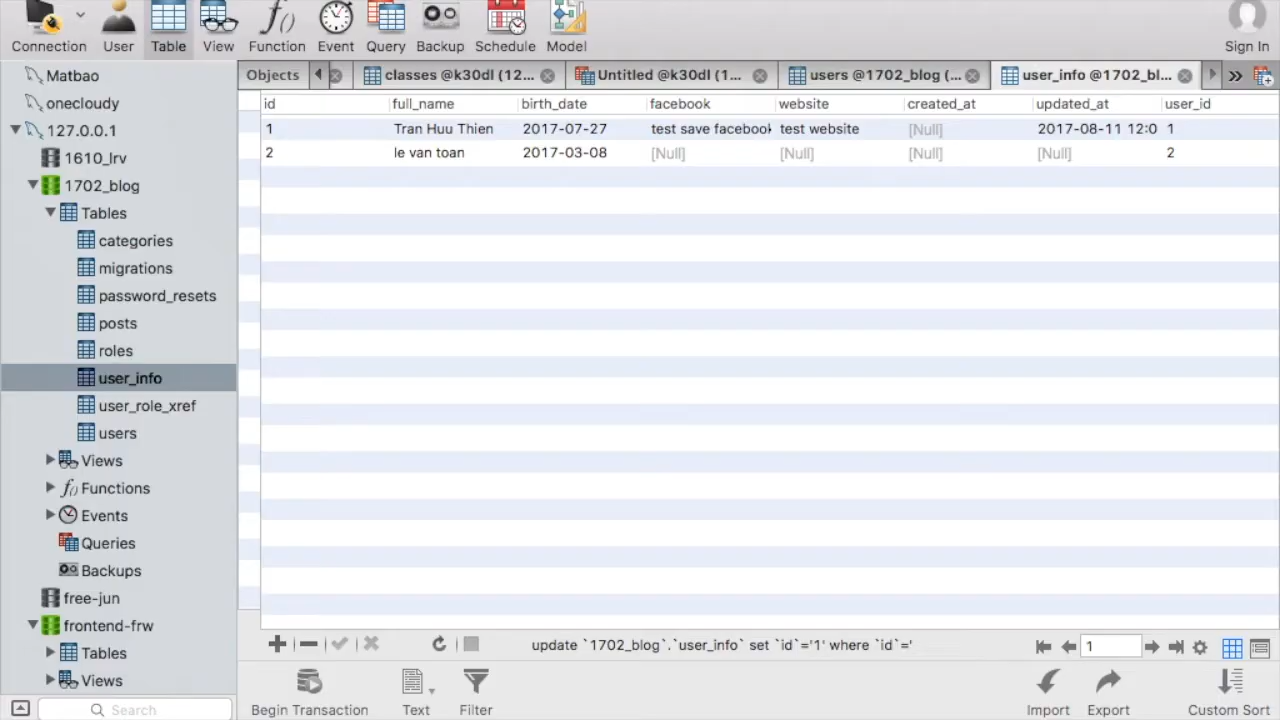 Connection User Table View Function Event Query Backup Schedule Model Sign In
Objects classes @k30dl (12... Untitled @k30dl (1... users @1702_blog (... user_info @1702_bl...
id full_name birth_date facebook website created_at updated_at user_id
1 Tran Huu Thien 2017-07-27 test save facebook test website [Null] 2017-08-11 12:0 1
2 le van toan 2017-03-08 [Null] [Null] [Null] [Null] 2
Matbao
onecloudy
127.0.0.1
1610_lrv
1702_blog
Tables
categories
migrations
password_resets
posts
roles
user_info
user_role_xref
users
Views
Functions
Events
Queries
Backups
free-jun
frontend-frw
Tables
Views
Search
update `1702_blog`.`user_info` set `id`='1' where `id`='
1
Begin Transaction Text Filter Import Export Custom Sort